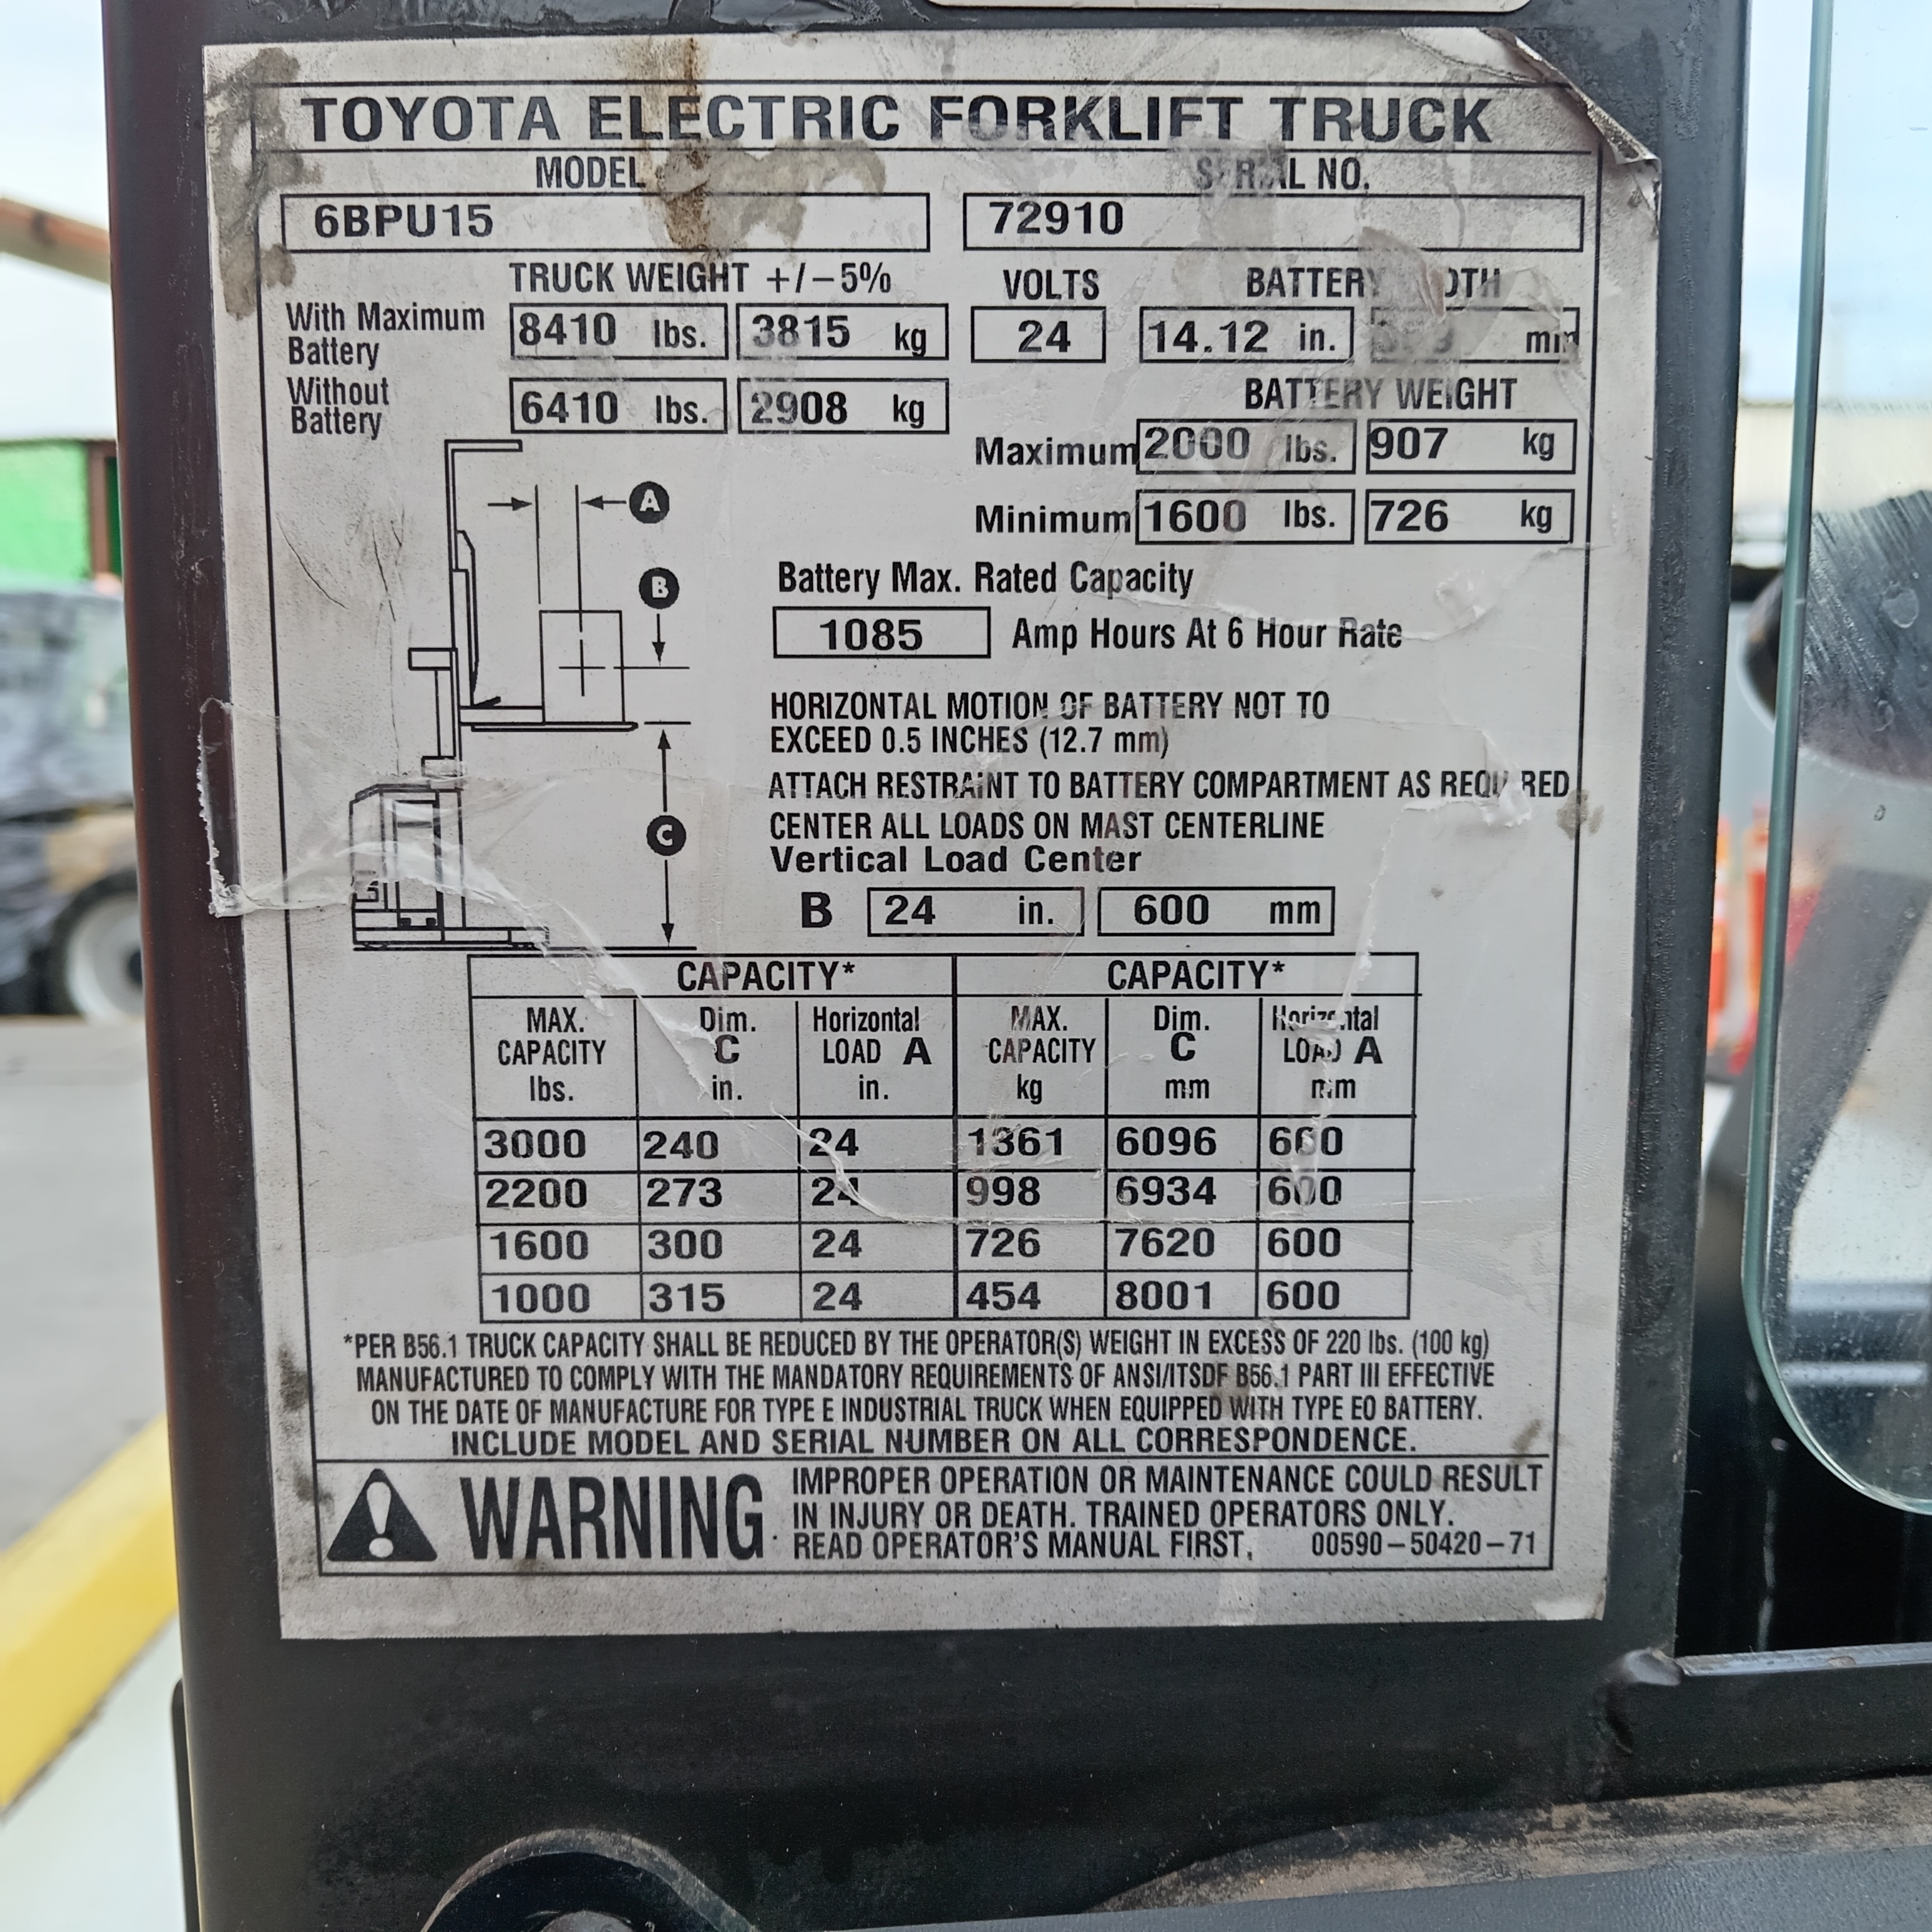 TOYOTA ELECTRIC FORKLIFT TRUCK
MODEL SERIAL NO.
6BPU15 72910
TRUCK WEIGHT +/-5% VOLTS BATTERY
With Maximum Battery 8410 lbs. 3815 kg 24 14.12 in. mm
Without Battery 6410 lbs. 2908 kg
BATTERY WEIGHT
Maximum 2000 lbs. 907 kg
Minimum 1600 lbs. 726 kg
A
B
C
Battery Max. Rated Capacity
1085 Amp Hours At 6 Hour Rate
HORIZONTAL MOTION OF BATTERY NOT TO
EXCEED 0.5 INCHES (12.7 mm)
ATTACH RESTRAINT TO BATTERY COMPARTMENT AS REQUIRED
CENTER ALL LOADS ON MAST CENTERLINE
Vertical Load Center
B 24 in. 600 mm
CAPACITY* CAPACITY*
MAX. Dim. Horizontal MAX. Dim. Horizontal
CAPACITY C LOAD A CAPACITY C LOAD A
lbs. in. in. kg mm mm
3000 240 24 1361 6096 600
2200 273 24 998 6934 600
1600 300 24 726 7620 600
1000 315 24 454 8001 600
*PER B56.1 TRUCK CAPACITY SHALL BE REDUCED BY THE OPERATOR(S) WEIGHT IN EXCESS OF 220 lbs. (100 kg)
MANUFACTURED TO COMPLY WITH THE MANDATORY REQUIREMENTS OF ANSI/ITSDF B56.1 PART III EFFECTIVE
ON THE DATE OF MANUFACTURE FOR TYPE E INDUSTRIAL TRUCK WHEN EQUIPPED WITH TYPE EO BATTERY.
INCLUDE MODEL AND SERIAL NUMBER ON ALL CORRESPONDENCE.
WARNING
IMPROPER OPERATION OR MAINTENANCE COULD RESULT
IN INJURY OR DEATH. TRAINED OPERATORS ONLY.
READ OPERATOR'S MANUAL FIRST. 00590-50420-71